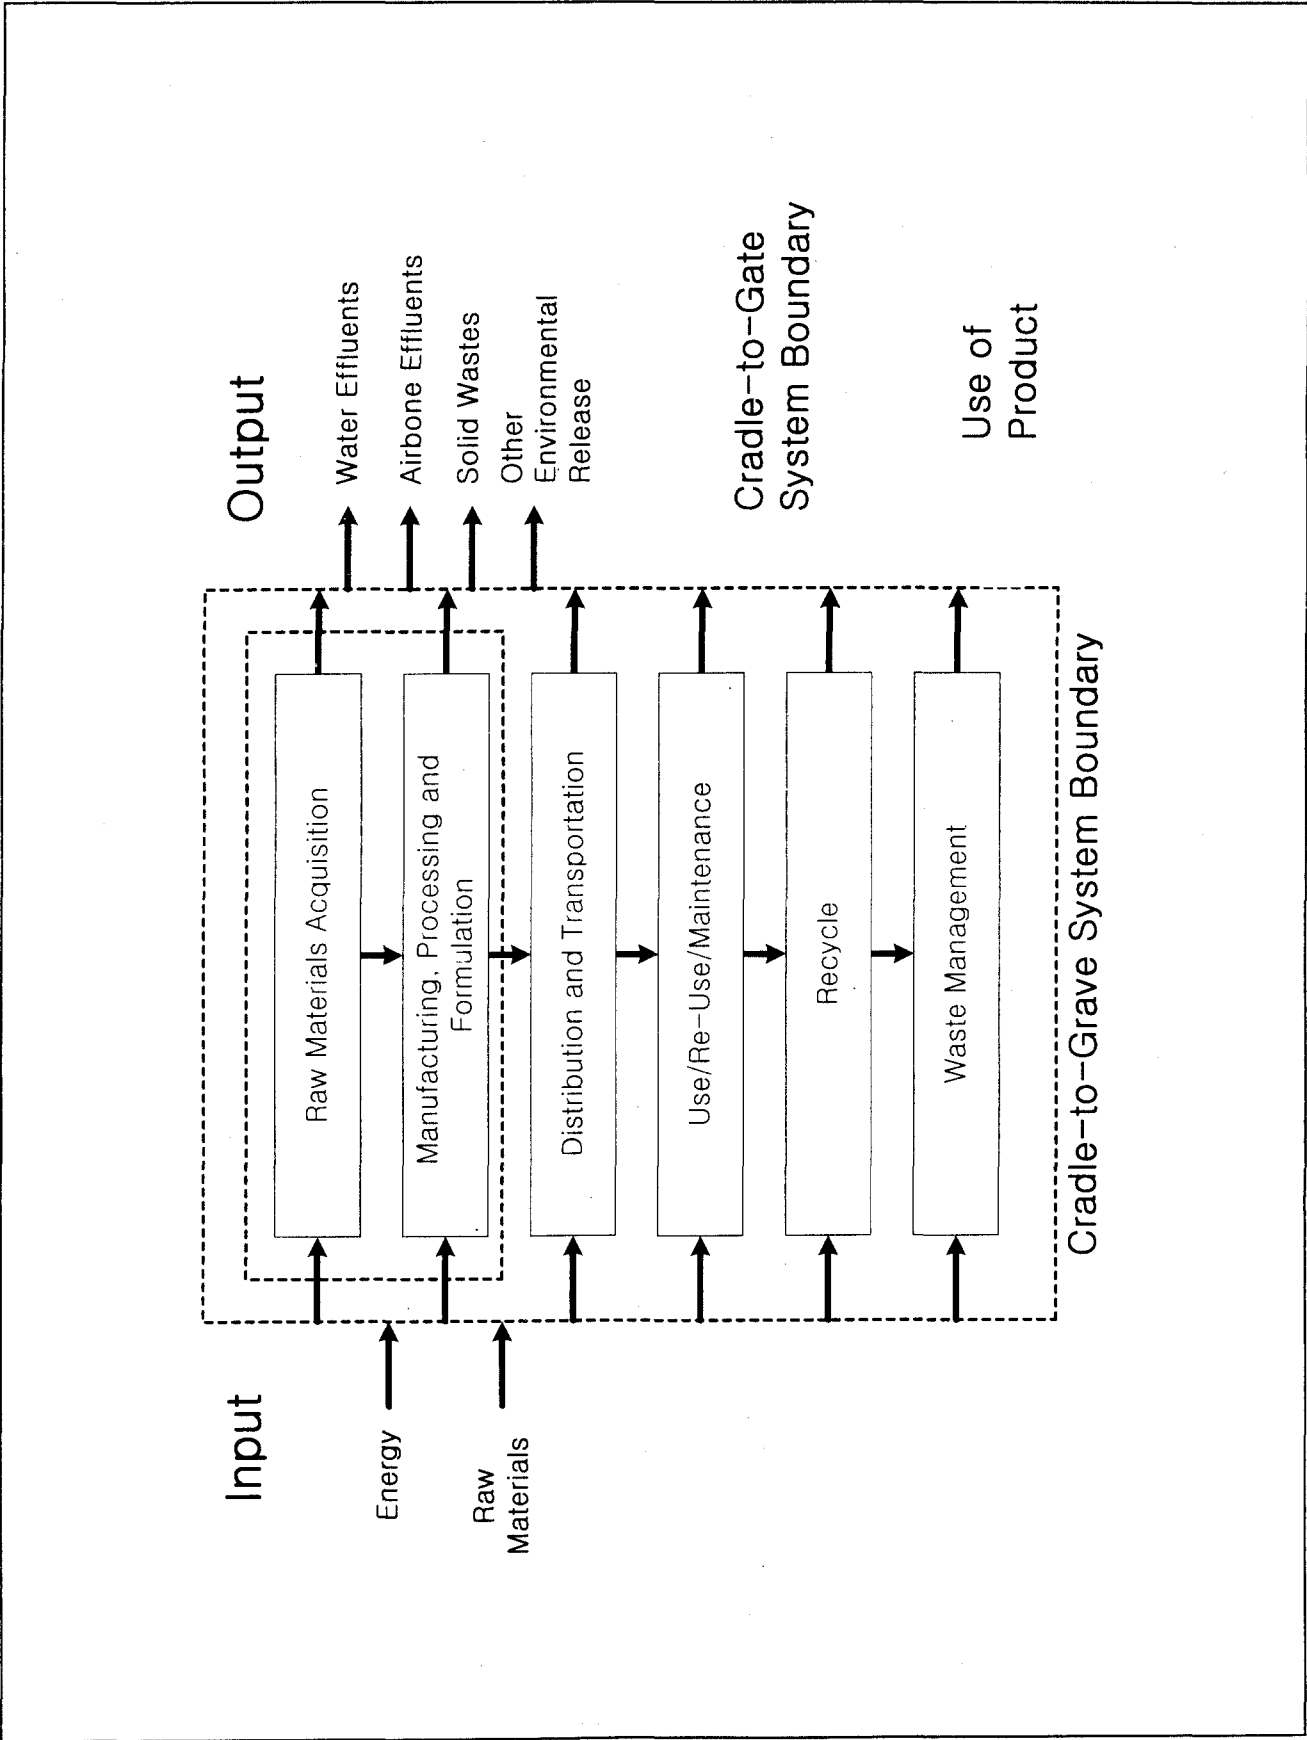 Input
Output
Energy
Raw
Materials
Raw Materials Acquisition
Manufacturing, Processing and
Formulation
Distribution and Transportation
Use/Re-Use/Maintenance
Recycle
Waste Management
Water Effluents
Airbone Effluents
Solid Wastes
Other
Environmental
Release
Cradle-to-Gate
System Boundary
Use of
Product
Cradle-to-Grave System Boundary